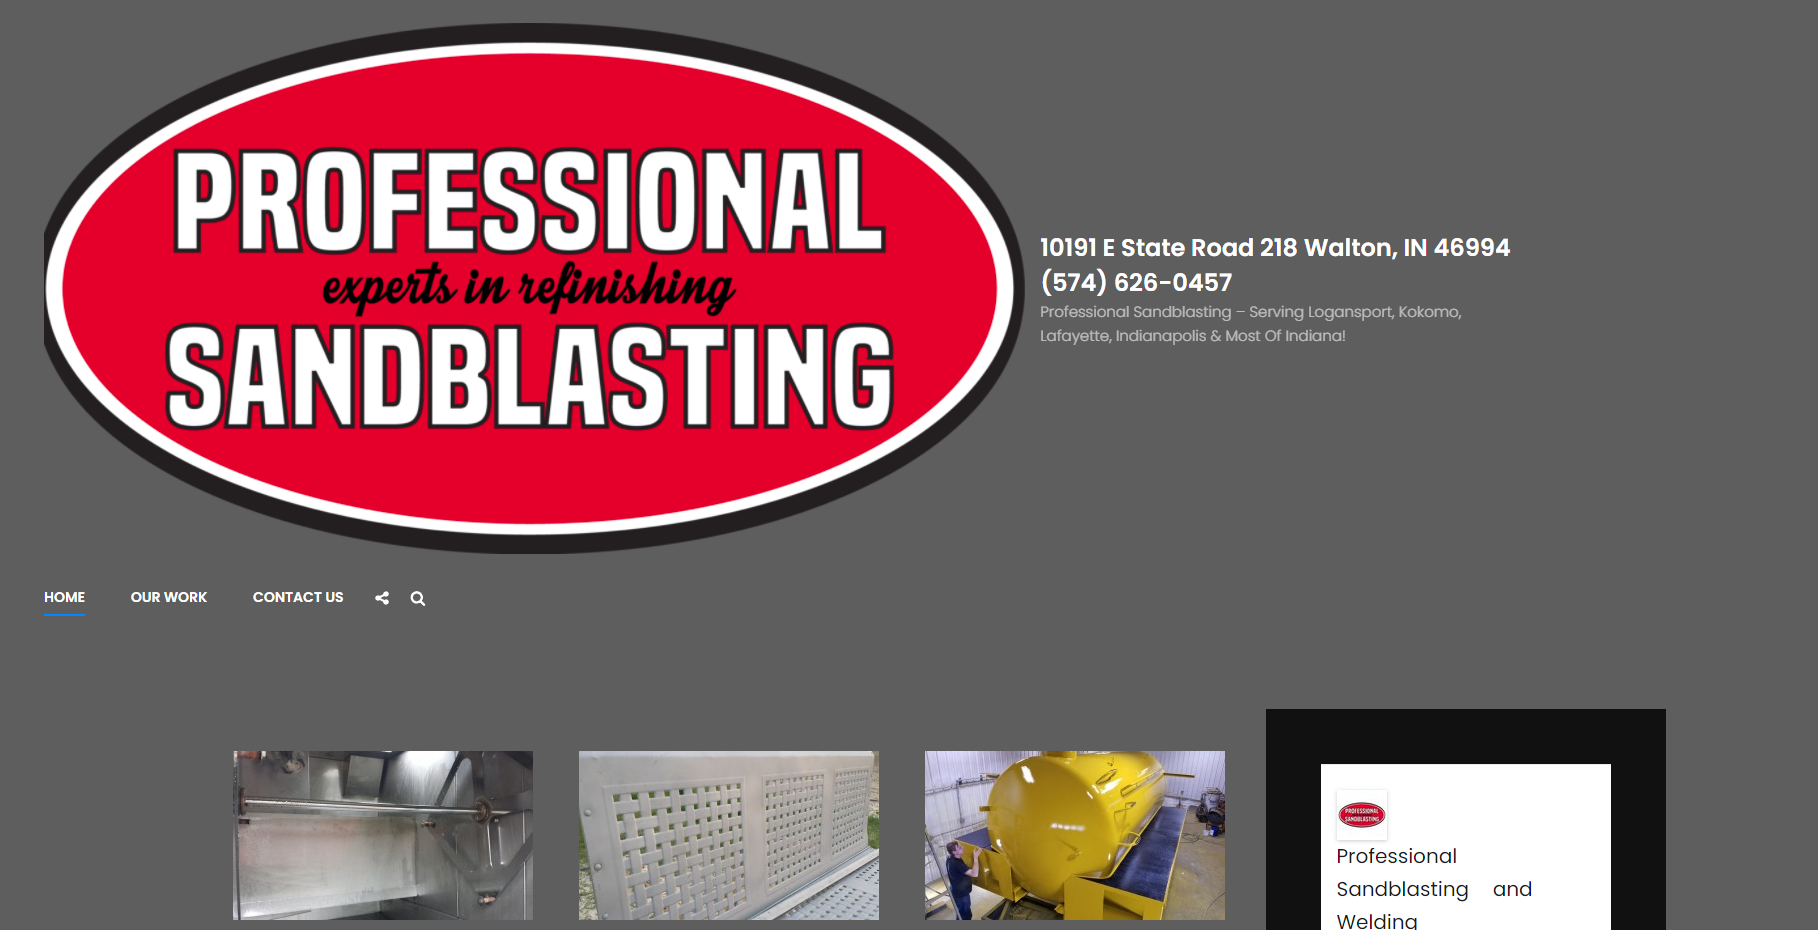 PROFESSIONAL
experts in refinishing
SANDBLASTING
10191 E State Road 218 Walton, IN 46994
(574) 626-0457
Professional Sandblasting – Serving Logansport, Kokomo,
Lafayette, Indianapolis & Most Of Indiana!
HOME OUR WORK CONTACT US
PROFESSIONAL
SANDBLASTING
Professional
Sandblasting and
Welding